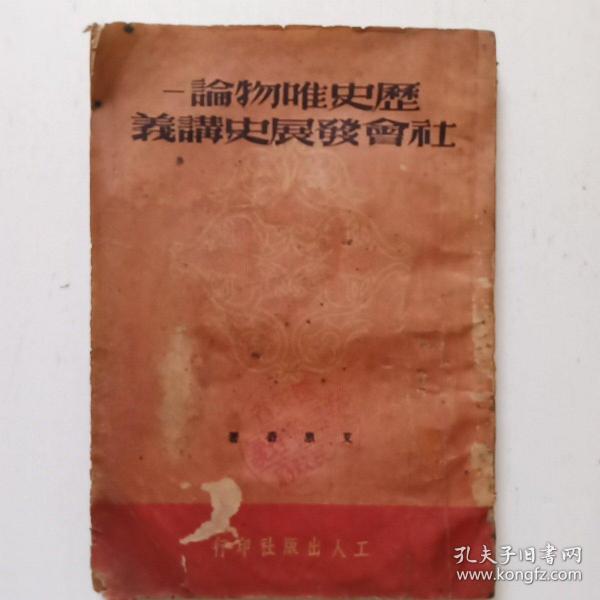 歷史唯物論—
社會發展史講義
艾思奇 著
工人出版社印行
孔夫子旧书网
www.kongfz.com